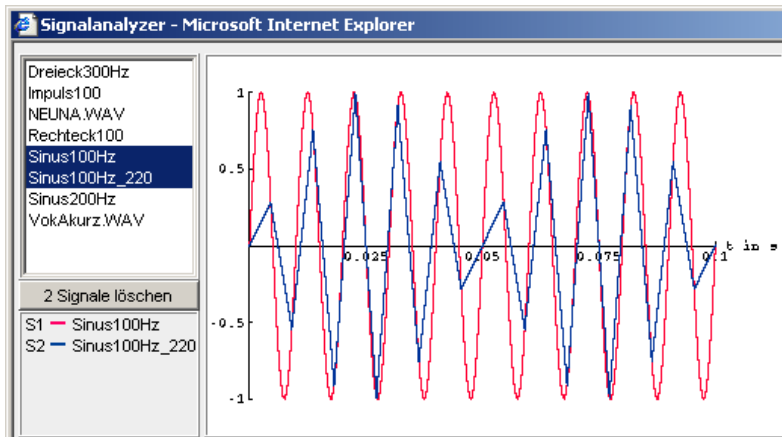 Signalanalyzer - Microsoft Internet Explorer
Dreieck300Hz
Impuls100
NEUNA.WAV
Rechteck100
Sinus100Hz
Sinus100Hz_220
Sinus200Hz
VokAkurz.WAV
2 Signale löschen
S1 Sinus100Hz
S2 Sinus100Hz_220
1
0.5
-0.5
-1
0.025
0.05
0.075
0.1
t in s